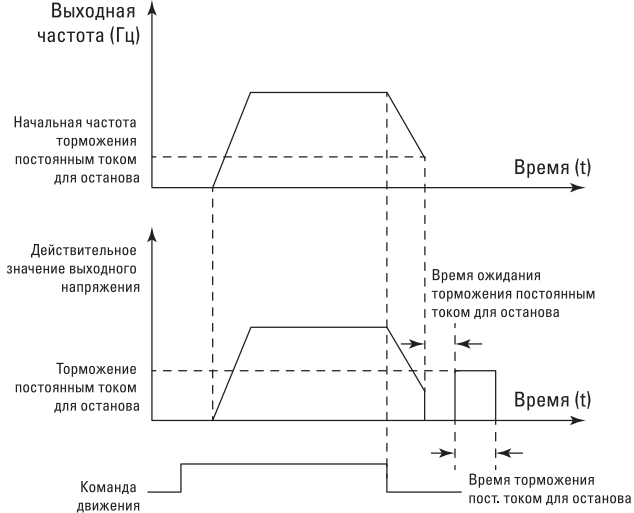 Выходная
частота (Гц)
Начальная частота
торможения
постоянным током
для останова
Время (t)
Действительное
значение выходного
напряжения
Время ожидания
торможения постоянным
током для останова
Торможение
постоянным током
для останова
Время (t)
Команда
движения
Время торможения
пост. током для останова